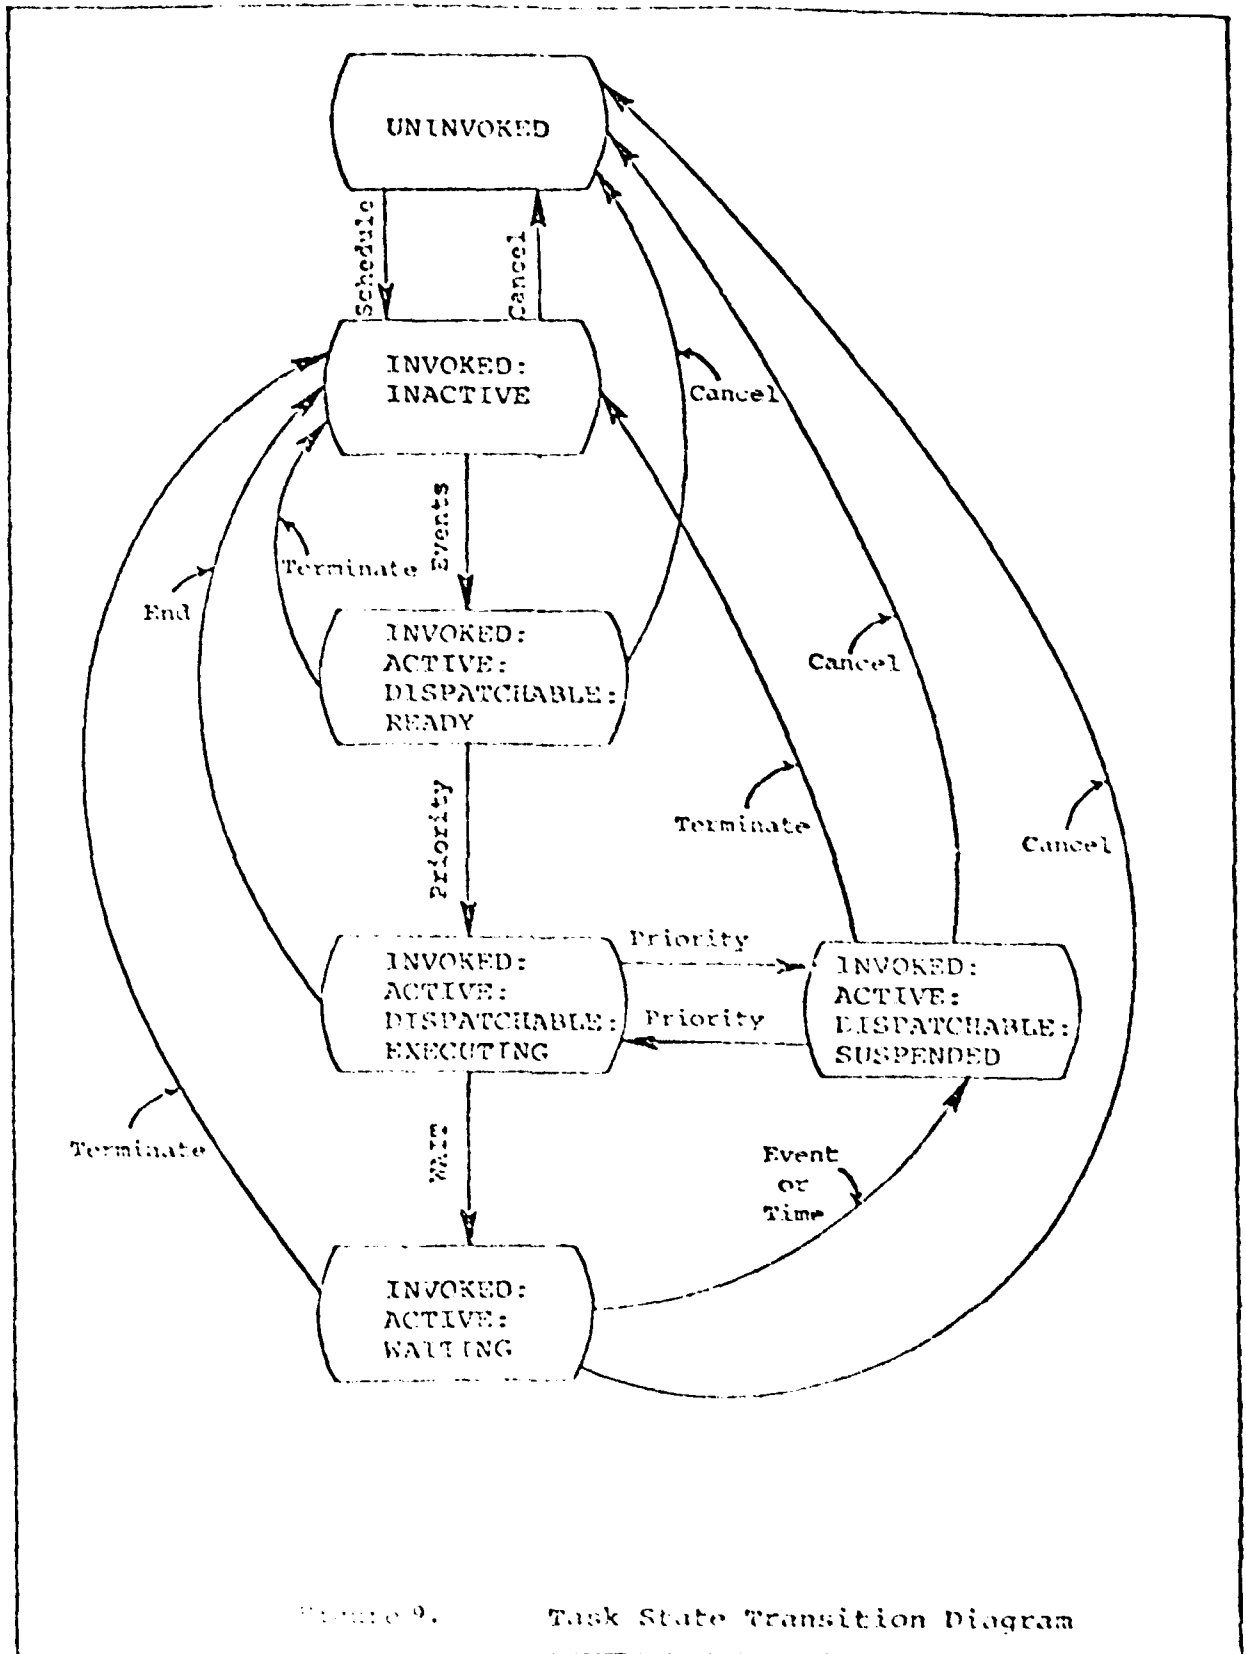 UNINVOKED
Schedule
Cancel
INVOKED:
INACTIVE
Cancel
Events
Terminate
End
INVOKED:
ACTIVE:
DISPATCHABLE:
READY
Cancel
Priority
Terminate
Cancel
Priority
INVOKED:
ACTIVE:
DISPATCHABLE:
EXECUTING
Priority
INVOKED:
ACTIVE:
DISPATCHABLE:
SUSPENDED
Terminate
WAIT
Event
or
Time
INVOKED:
ACTIVE:
WAITING
Figure 9. Task State Transition Diagram